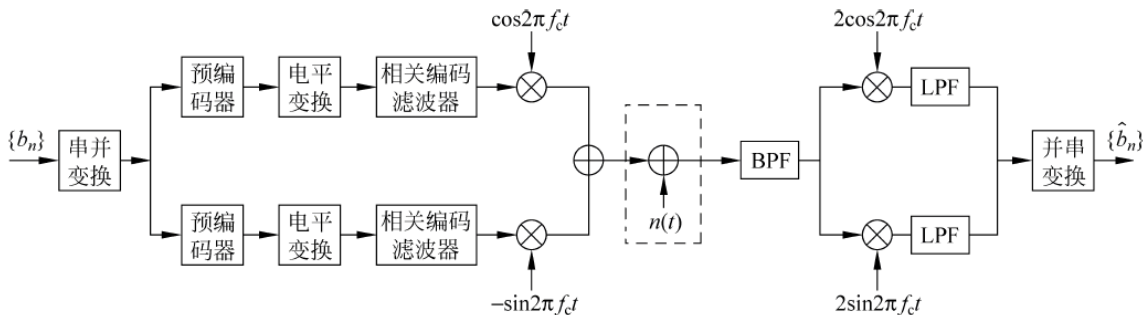 cos2πf_ct
2cos2πf_ct
预编
码器
电平
变换
相关编码
滤波器
LPF
{b_n}
串并
变换
BPF
并串
变换
{b̂_n}
n(t)
预编
码器
电平
变换
相关编码
滤波器
LPF
−sin2πf_ct
2sin2πf_ct